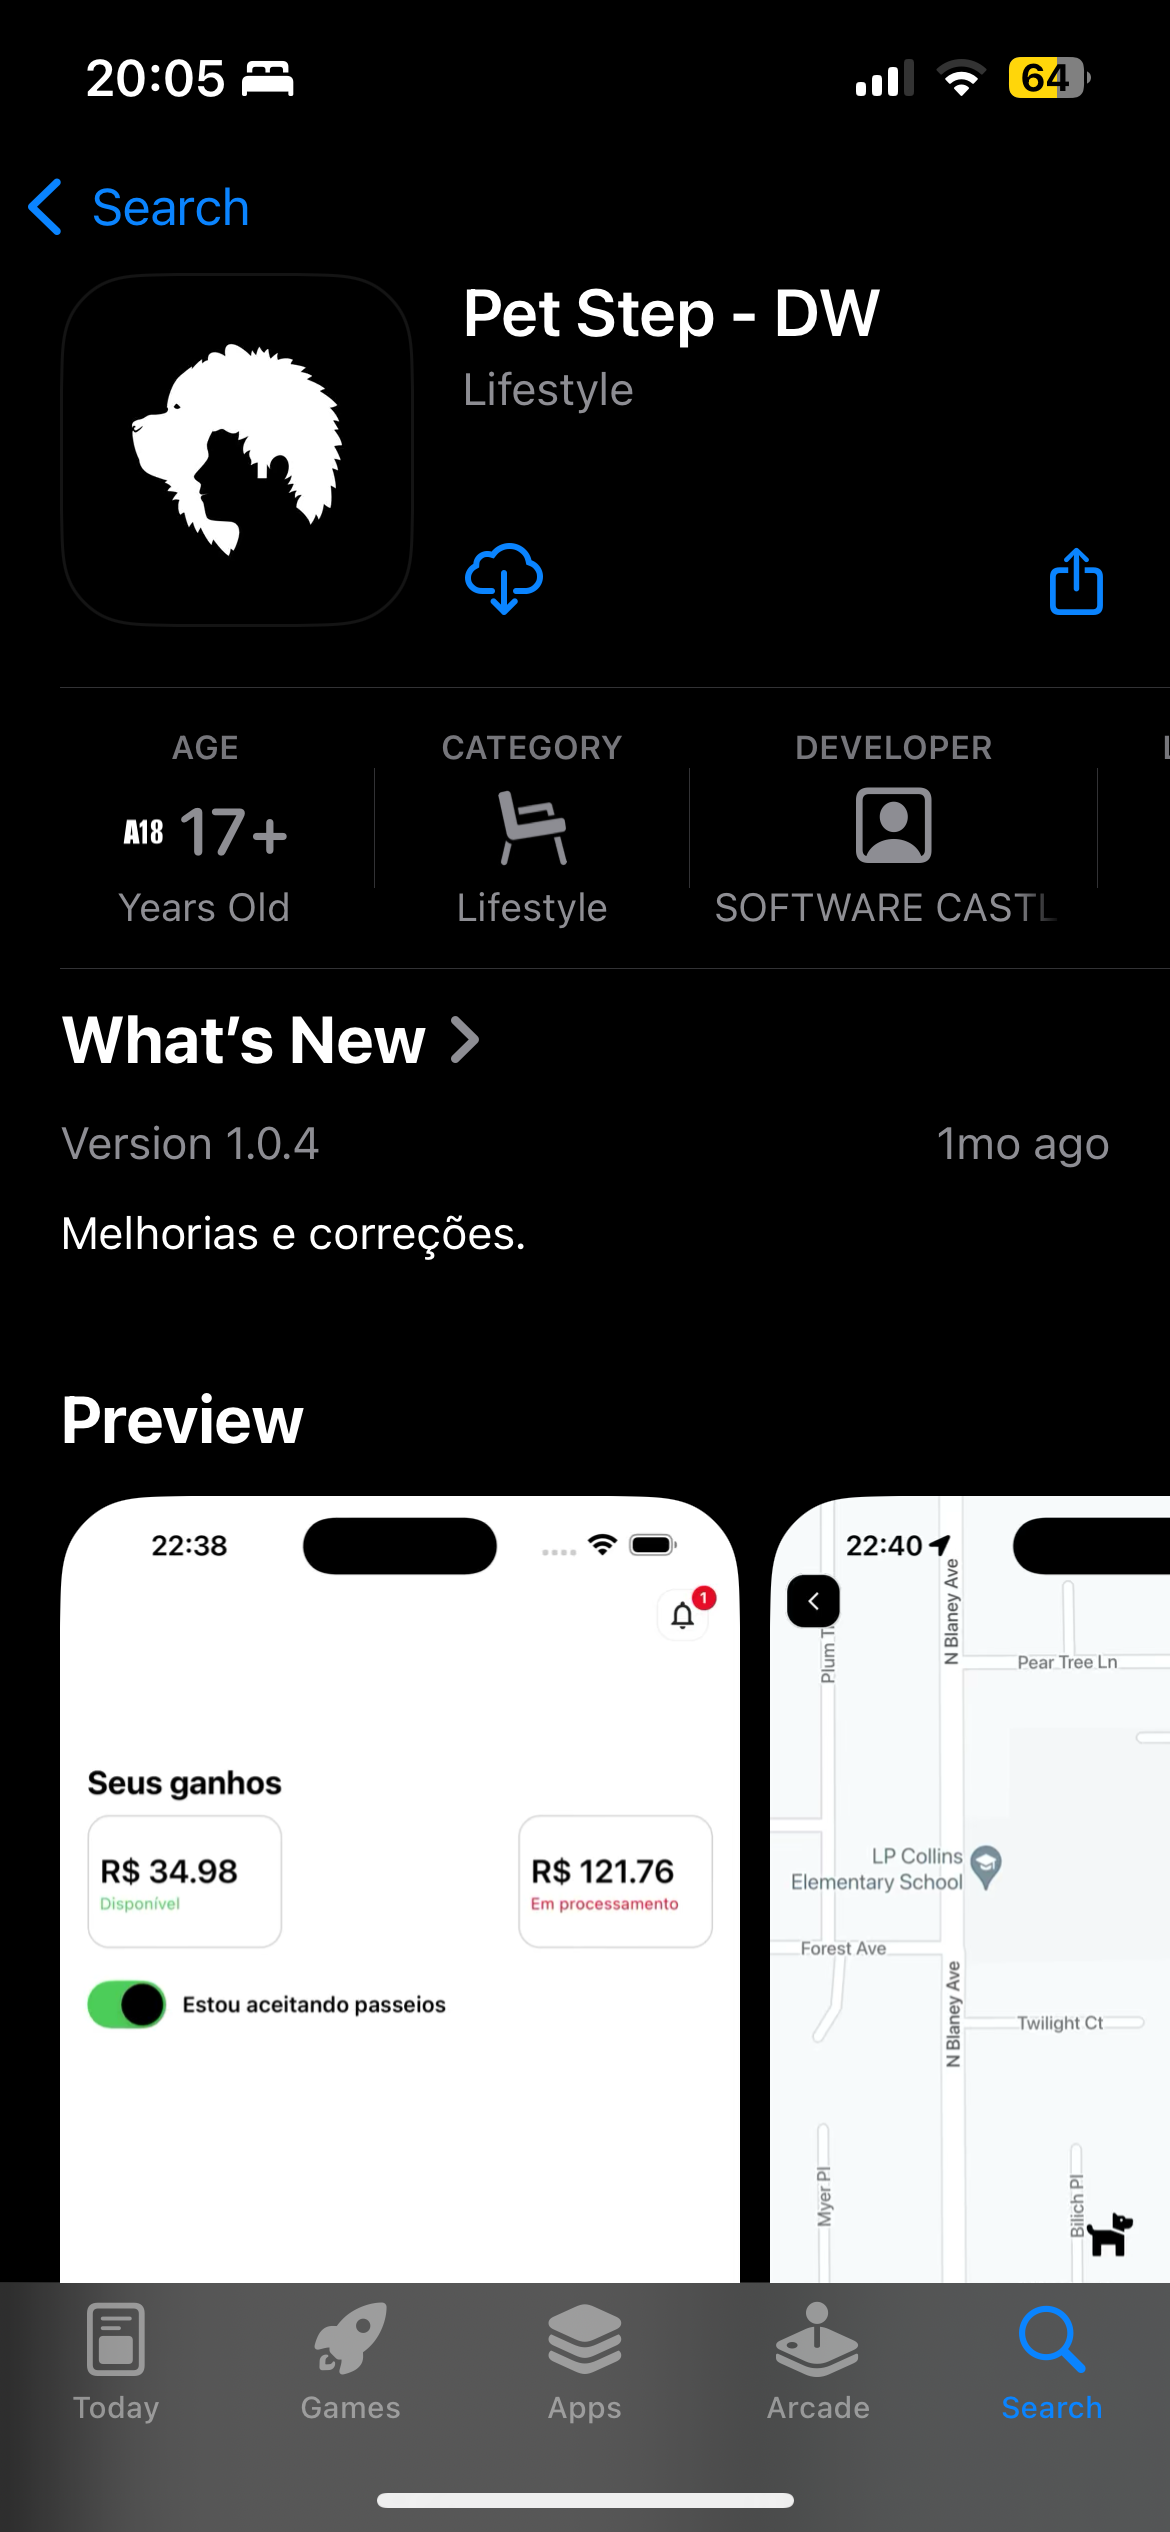 20:05
64
Search
Pet Step - DW
Lifestyle
AGE
CATEGORY
DEVELOPER
A18 17+
Years Old
Lifestyle
SOFTWARE CASTL
What's New
Version 1.0.4
1mo ago
Melhorias e correções.
Preview
22:38
1
Seus ganhos
R$ 34.98
Disponível
R$ 121.76
Em processamento
Estou aceitando passeios
22:40
N Blaney Ave
Plum T
Pear Tree Ln
LP Collins
Elementary School
Forest Ave
N Blaney Ave
Twilight Ct
Myer Pl
Bilich Pl
Today
Games
Apps
Arcade
Search